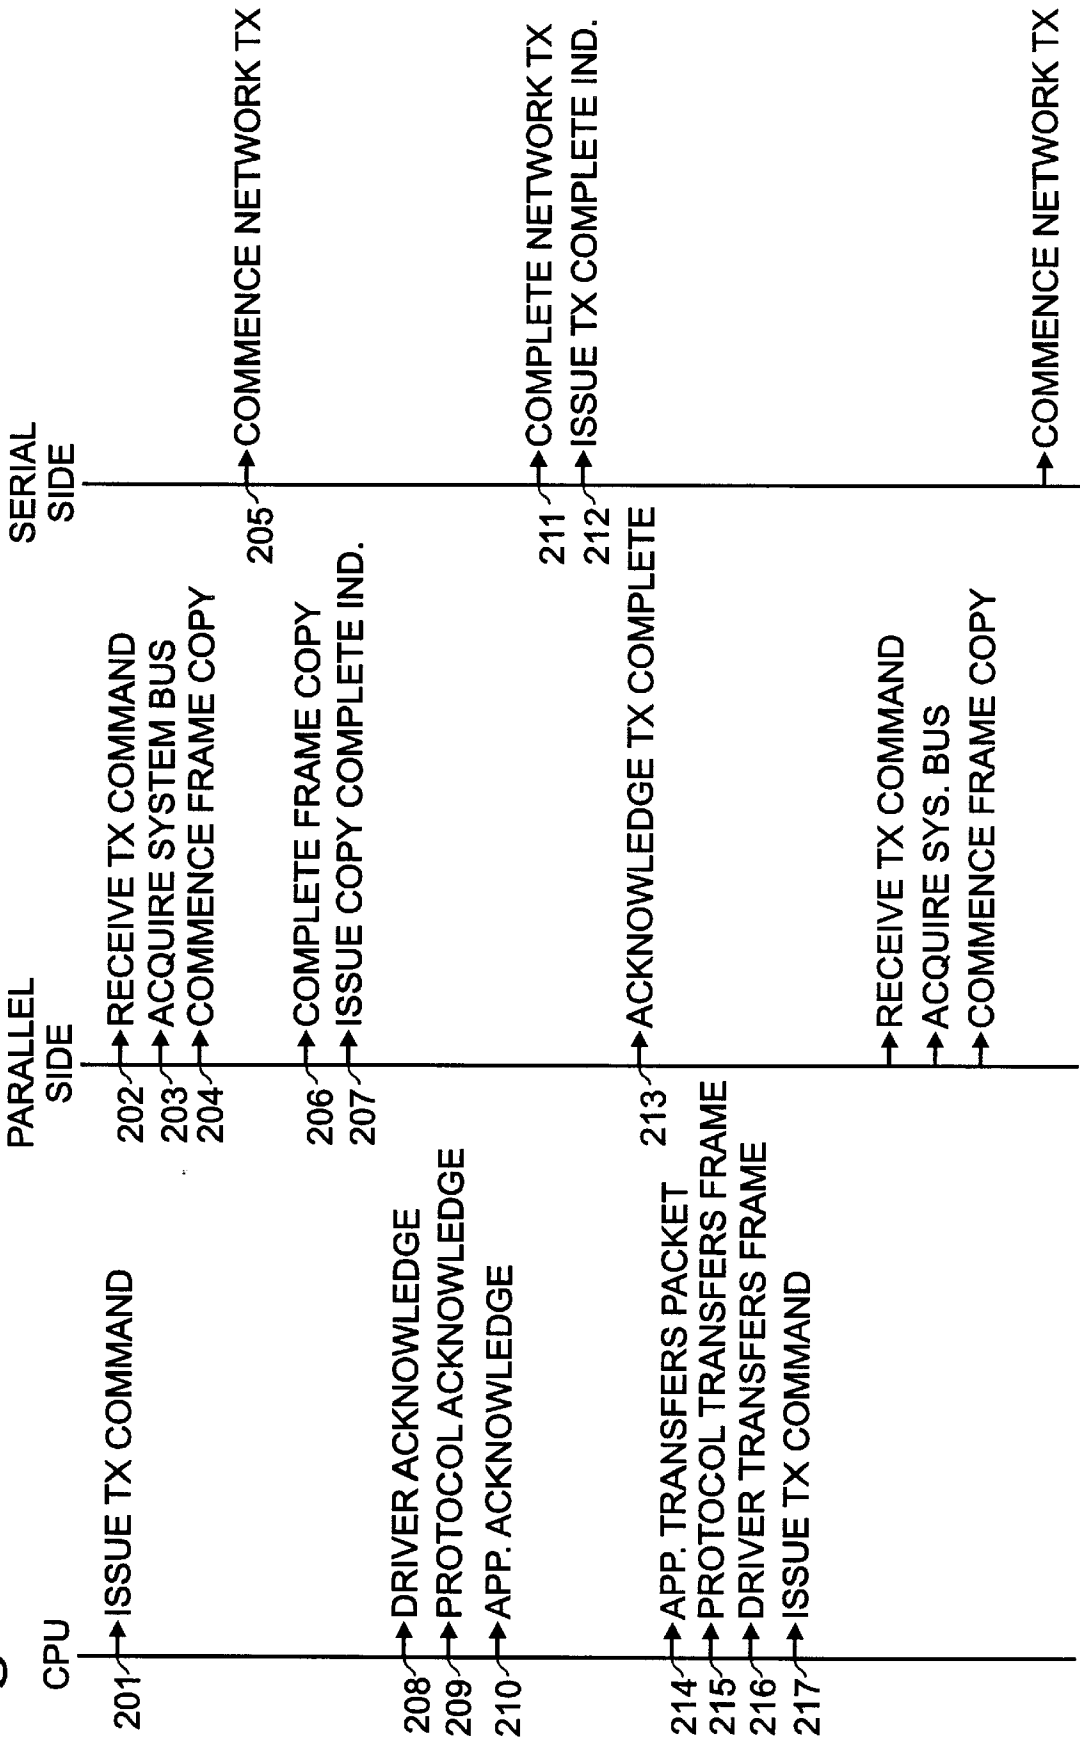 CPU
201
ISSUE TX COMMAND
208
DRIVER ACKNOWLEDGE
209
PROTOCOL ACKNOWLEDGE
210
APP. ACKNOWLEDGE
214
APP. TRANSFERS PACKET
215
PROTOCOL TRANSFERS FRAME
216
DRIVER TRANSFERS FRAME
217
ISSUE TX COMMAND
PARALLEL
SIDE
202
RECEIVE TX COMMAND
203
ACQUIRE SYSTEM BUS
204
COMMENCE FRAME COPY
206
COMPLETE FRAME COPY
207
ISSUE COPY COMPLETE IND.
213
ACKNOWLEDGE TX COMPLETE
RECEIVE TX COMMAND
ACQUIRE SYS. BUS
COMMENCE FRAME COPY
SERIAL
SIDE
205
COMMENCE NETWORK TX
211
COMPLETE NETWORK TX
212
ISSUE TX COMPLETE IND.
COMMENCE NETWORK TX